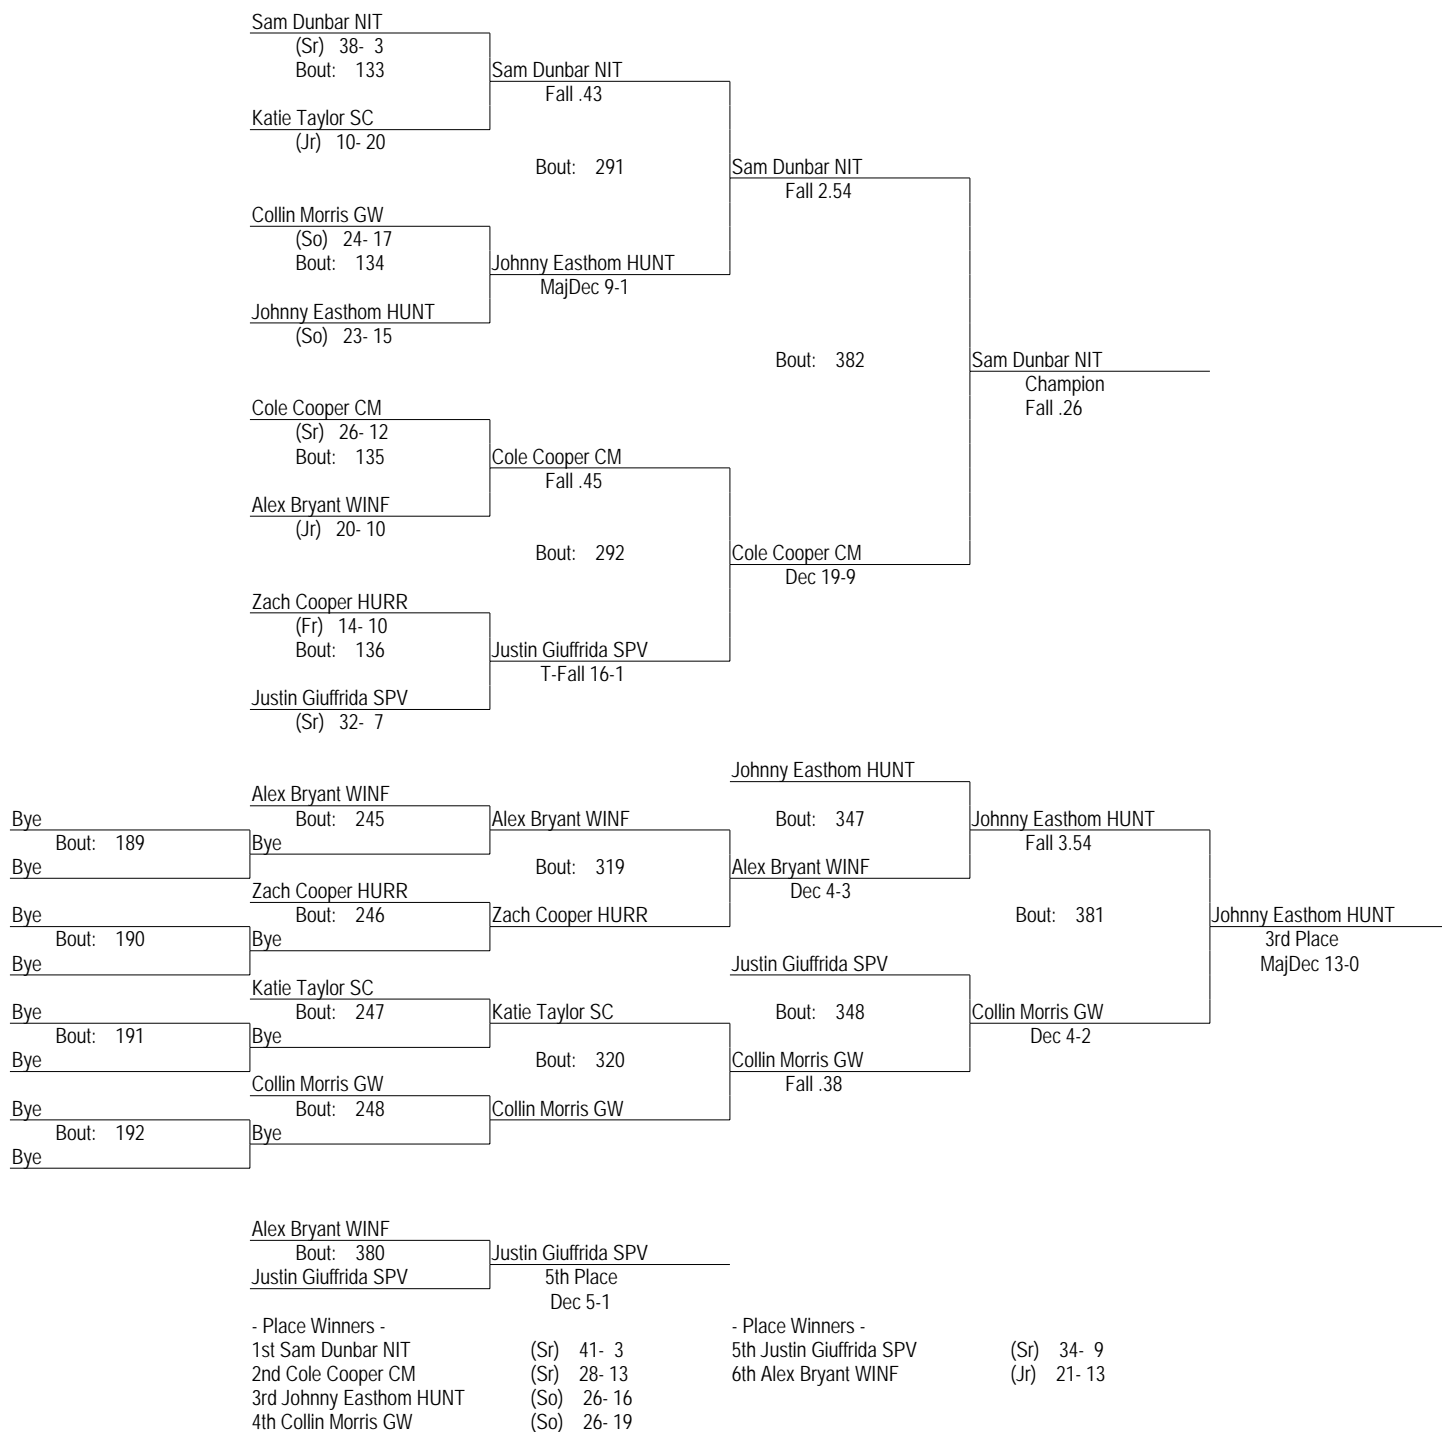 Sam Dunbar NIT
(Sr) 38- 3
Bout: 133
Sam Dunbar NIT
Fall .43
Katie Taylor SC
(Jr) 10- 20
Bout: 291
Sam Dunbar NIT
Fall 2.54
Collin Morris GW
(So) 24- 17
Bout: 134
Johnny Easthom HUNT
MajDec 9-1
Johnny Easthom HUNT
(So) 23- 15
Bout: 382
Sam Dunbar NIT
Champion
Fall .26
Cole Cooper CM
(Sr) 26- 12
Bout: 135
Cole Cooper CM
Fall .45
Alex Bryant WINF
(Jr) 20- 10
Bout: 292
Cole Cooper CM
Dec 19-9
Zach Cooper HURR
(Fr) 14- 10
Bout: 136
Justin Giuffrida SPV
T-Fall 16-1
Justin Giuffrida SPV
(Sr) 32- 7
Johnny Easthom HUNT
Alex Bryant WINF
Bye
Bout: 245
Alex Bryant WINF
Bout: 347
Johnny Easthom HUNT
Bout: 189
Bye
Fall 3.54
Bye
Bout: 319
Alex Bryant WINF
Zach Cooper HURR
Dec 4-3
Bye
Bout: 246
Zach Cooper HURR
Bout: 381
Johnny Easthom HUNT
Bout: 190
Bye
3rd Place
Bye
Justin Giuffrida SPV
MajDec 13-0
Katie Taylor SC
Bye
Bout: 247
Katie Taylor SC
Bout: 348
Collin Morris GW
Bout: 191
Bye
Dec 4-2
Bye
Bout: 320
Collin Morris GW
Collin Morris GW
Fall .38
Bye
Bout: 248
Collin Morris GW
Bout: 192
Bye
Bye
Alex Bryant WINF
Bout: 380
Justin Giuffrida SPV
Justin Giuffrida SPV
5th Place
Dec 5-1
- Place Winners -
1st Sam Dunbar NIT (Sr) 41- 3
2nd Cole Cooper CM (Sr) 28- 13
3rd Johnny Easthom HUNT (So) 26- 16
4th Collin Morris GW (So) 26- 19
- Place Winners -
5th Justin Giuffrida SPV (Sr) 34- 9
6th Alex Bryant WINF (Jr) 21- 13